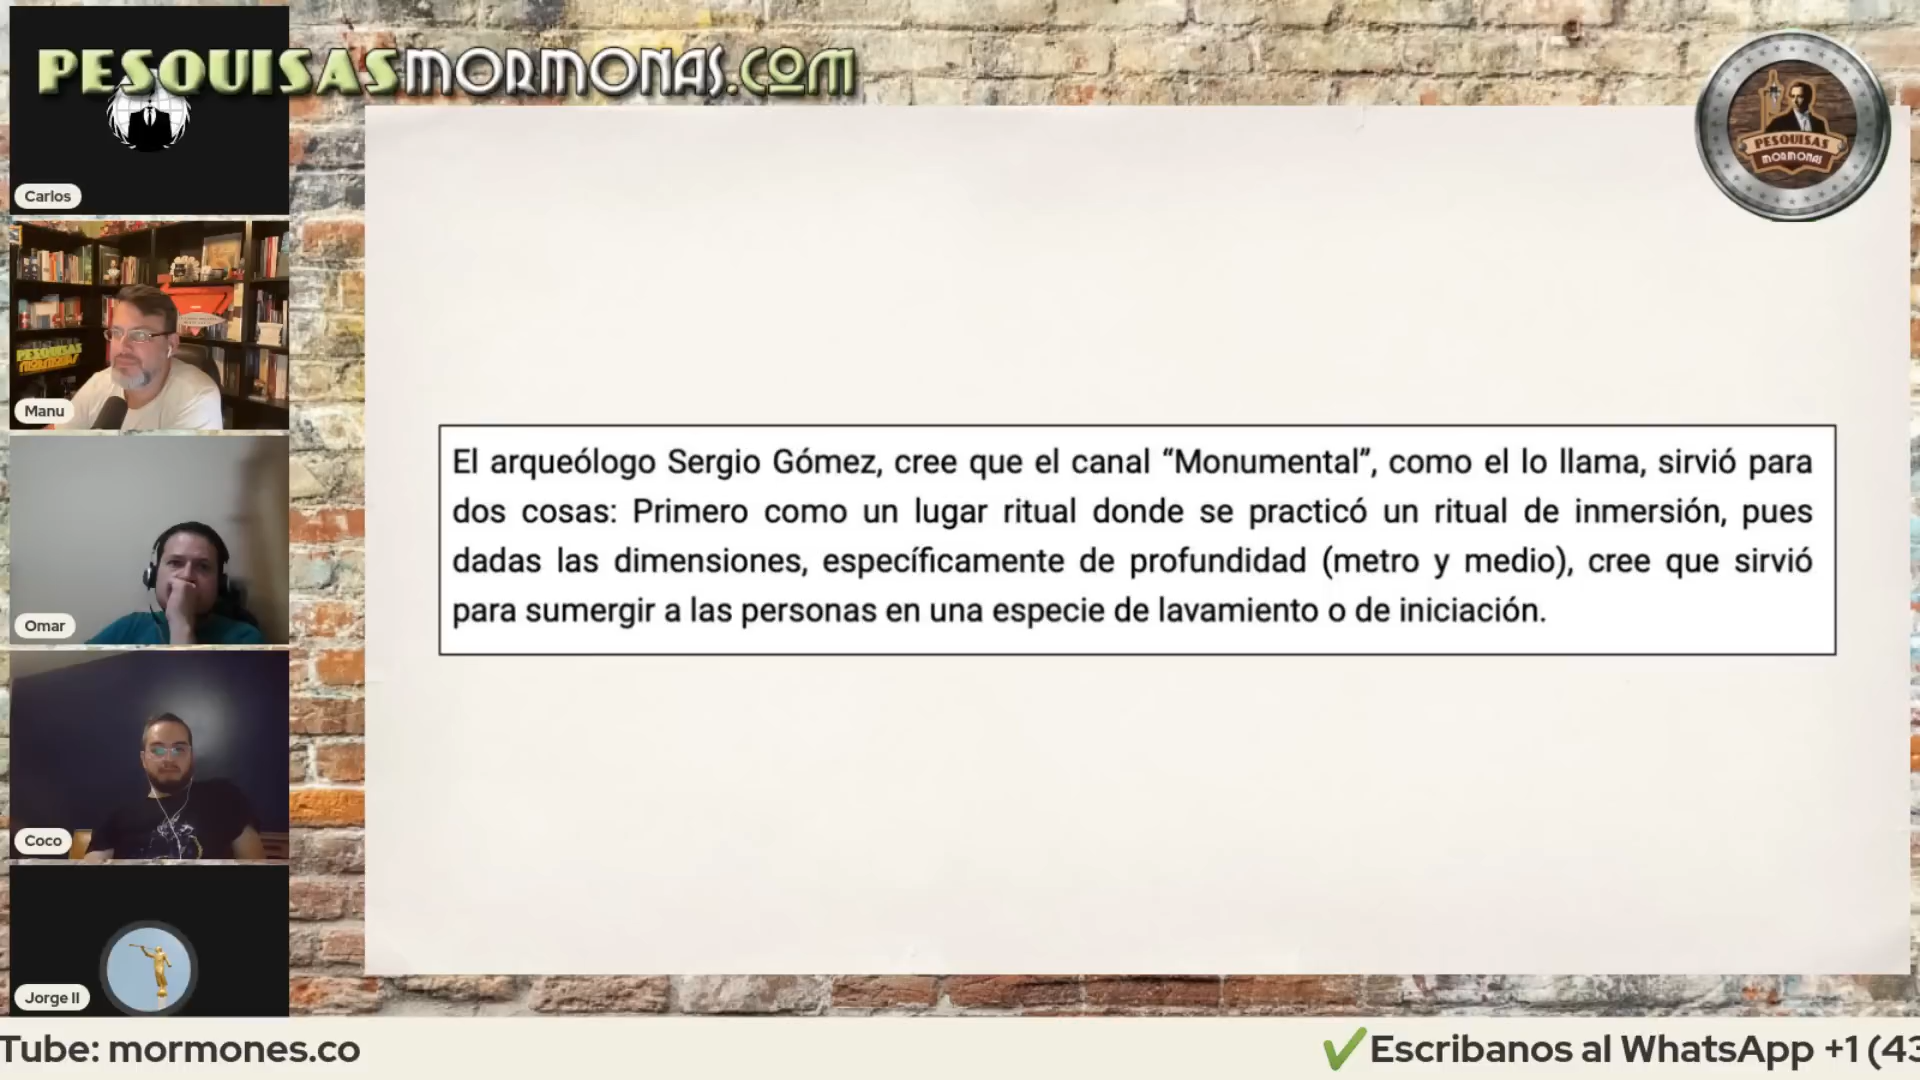 PESQUISASMORMONAS.COM
PESQUISAS
MORMONAS
Carlos
PESQUISAS
MORMONAS
Manu
Omar
Coco
Jorge II
El arqueólogo Sergio Gómez, cree que el canal “Monumental”, como el lo llama, sirvió para
dos cosas: Primero como un lugar ritual donde se practicó un ritual de inmersión, pues
dadas las dimensiones, específicamente de profundidad (metro y medio), cree que sirvió
para sumergir a las personas en una especie de lavamiento o de iniciación.
Tube: mormones.co
✔Escribanos al WhatsApp +1 (43